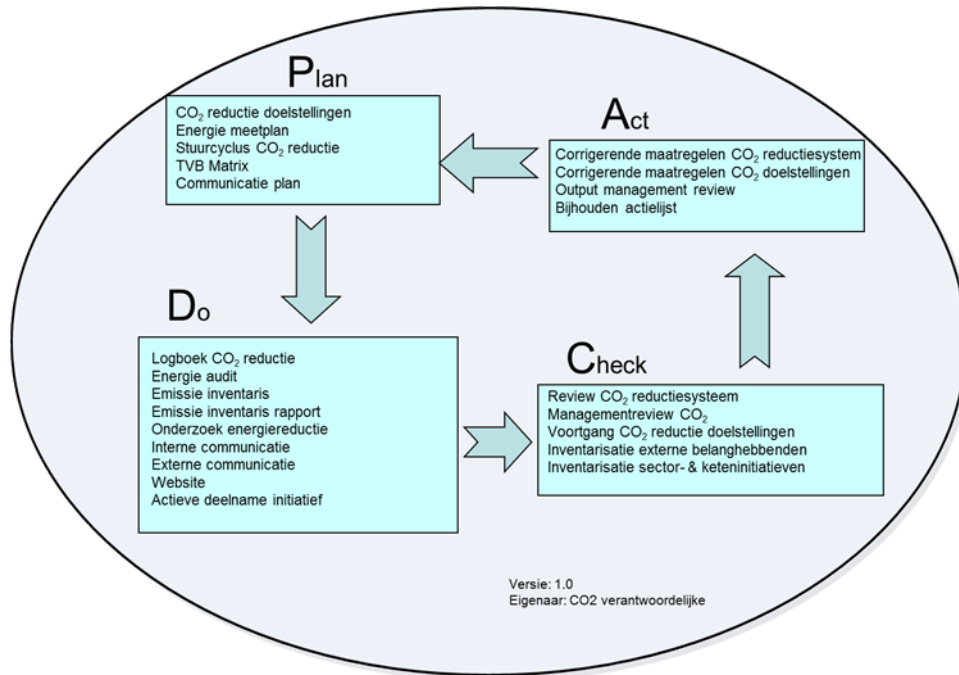 Plan
CO₂ reductie doelstellingen
Energie meetplan
Stuurcyclus CO₂ reductie
TVB Matrix
Communicatie plan
Act
Corrigerende maatregelen CO₂ reductiesystem
Corrigerende maatregelen CO₂ doelstellingen
Output management review
Bijhouden actielijst
Do
Logboek CO₂ reductie
Energie audit
Emissie inventaris
Emissie inventaris rapport
Onderzoek energiereductie
Interne communicatie
Externe communicatie
Website
Actieve deelname initiatief
Check
Review CO₂ reductiesysteem
Managementreview CO₂
Voortgang CO₂ reductie doelstellingen
Inventarisatie externe belanghebbenden
Inventarisatie sector- & keteninitiatieven
Versie: 1.0
Eigenaar: CO2 verantwoordelijke